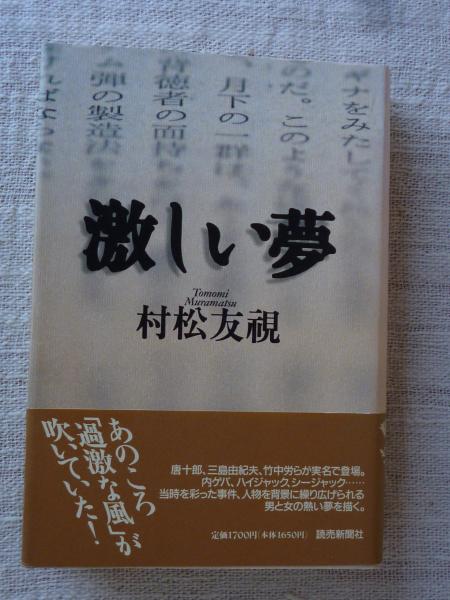 ギナをみたして
のだ。このよう
、月下の一群は、
背徳者の面持ち
ム弾の製造法
激しい夢
Tomomi
Muramatsu
村松友視
あのころ
「過激な風」が
吹いていた!
唐十郎、三島由紀夫、竹中労らが実名で登場。
内ゲバ、ハイジャック、シージャック……
当時を彩った事件、人物を背景に繰り広げられる
男と女の熱い夢を描く。
定価1700円(本体1650円) 読売新聞社